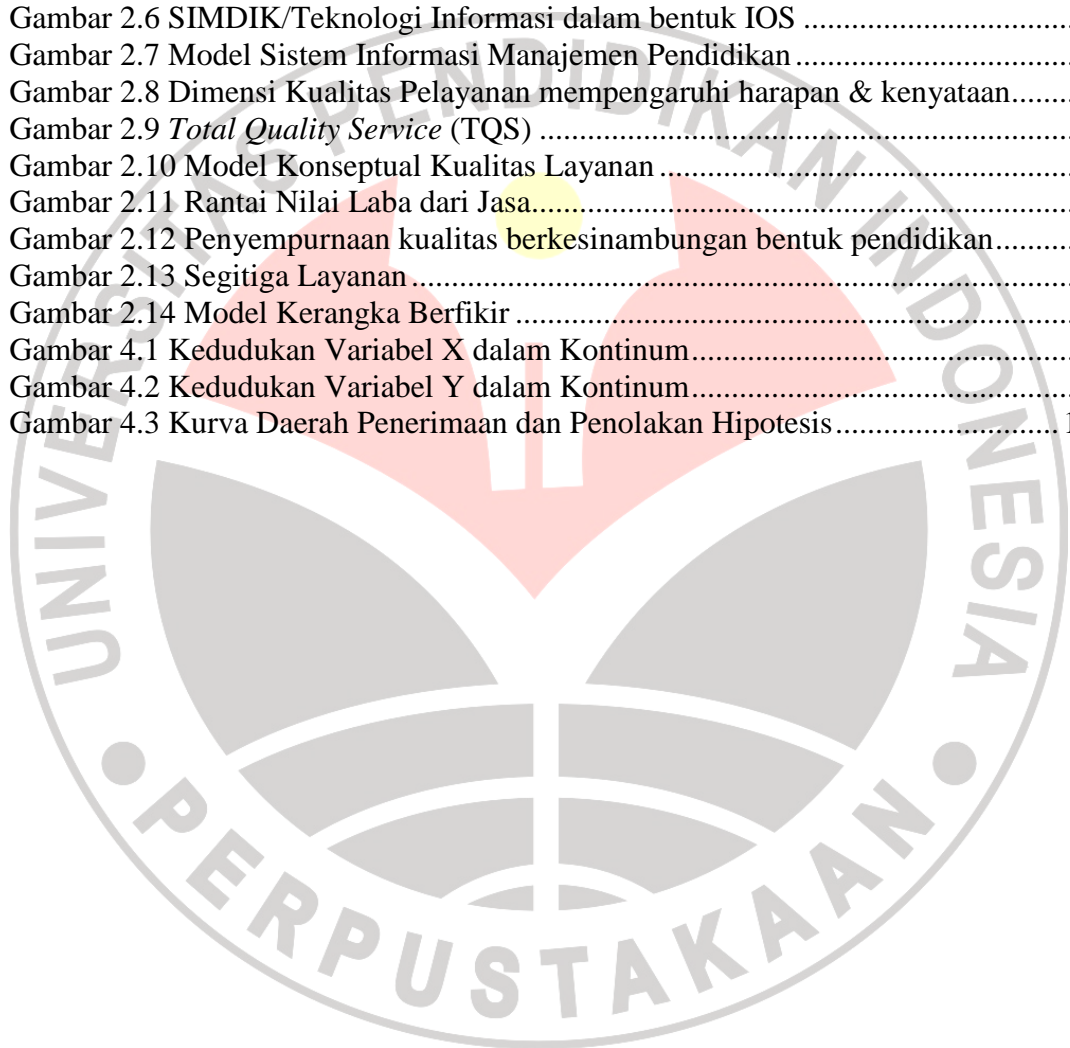 Gambar 2.6 SIMDIK/Teknologi Informasi dalam bentuk IOS ....................................
Gambar 2.7 Model Sistem Informasi Manajemen Pendidikan .....................................
Gambar 2.8 Dimensi Kualitas Pelayanan mempengaruhi harapan & kenyataan........
Gambar 2.9 Total Quality Service (TQS) ......................................................................
Gambar 2.10 Model Konseptual Kualitas Layanan .......................................................
Gambar 2.11 Rantai Nilai Laba dari Jasa.......................................................................
Gambar 2.12 Penyempurnaan kualitas berkesinambungan bentuk pendidikan..........
Gambar 2.13 Segitiga Layanan .......................................................................................
Gambar 2.14 Model Kerangka Berfikir .........................................................................
Gambar 4.1 Kedudukan Variabel X dalam Kontinum..................................................
Gambar 4.2 Kedudukan Variabel Y dalam Kontinum..................................................
Gambar 4.3 Kurva Daerah Penerimaan dan Penolakan Hipotesis ............................. 1
UNIVERSITAS PENDIDIKAN INDONESIA
PERPUSTAKAAN